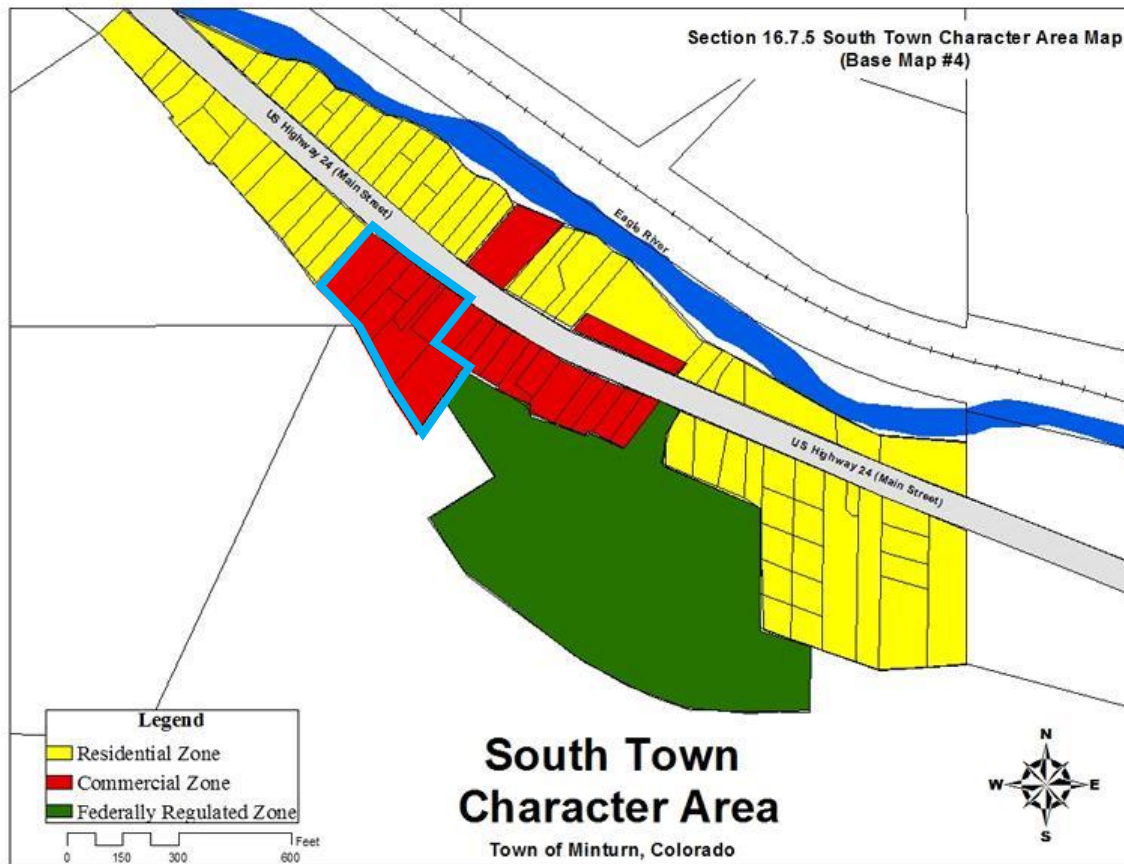 Section 16.7.5 South Town Character Area Map
(Base Map #4)
US Highway 24 (Main Street)
Eagle River
US Highway 24 (Main Street)
Legend
Residential Zone
Commercial Zone
Federally Regulated Zone
Feet
0 150 300 600
South Town
Character Area
Town of Minturn, Colorado
N
W E
S